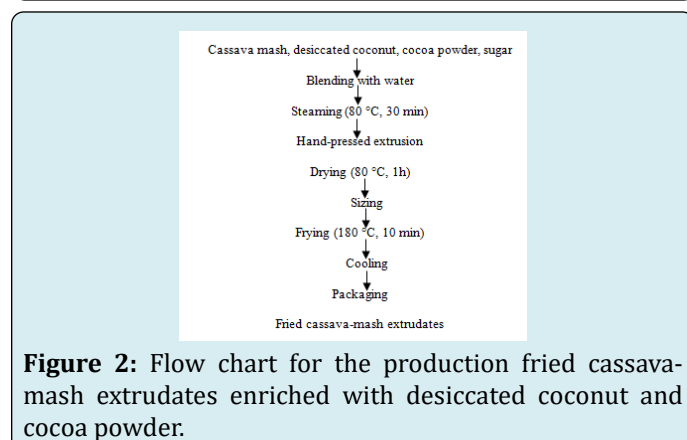 Cassava mash, desiccated coconut, cocoa powder, sugar
Blending with water
Steaming (80 °C, 30 min)
Hand-pressed extrusion
Drying (80 °C, 1h)
Sizing
Frying (180 °C, 10 min)
Cooling
Packaging
Fried cassava-mash extrudates
Figure 2: Flow chart for the production fried cassava-
mash extrudates enriched with desiccated coconut and
cocoa powder.